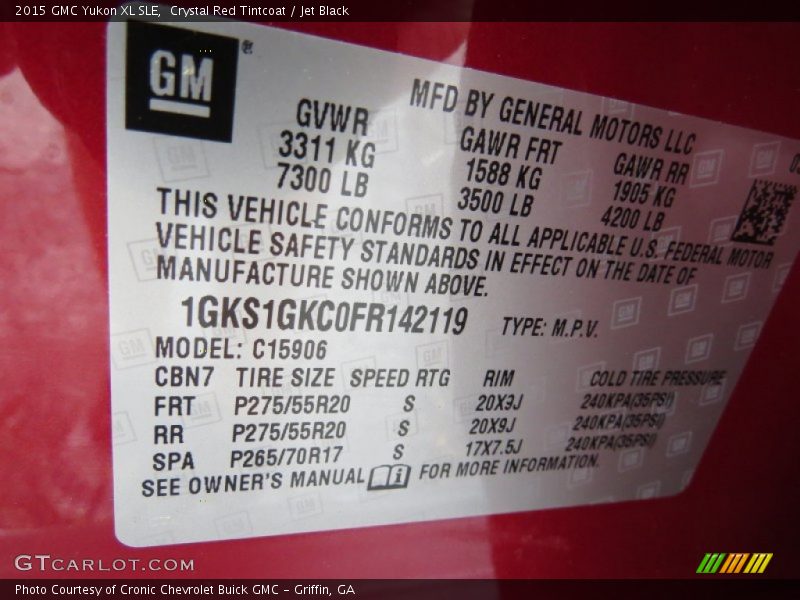 2015 GMC Yukon XL SLE,  Crystal Red Tintcoat / Jet Black
GM®
MFD BY GENERAL MOTORS LLC
GVWR GAWR FRT GAWR RR
3311 KG 1588 KG 1905 KG
7300 LB 3500 LB 4200 LB
THIS VEHICLE CONFORMS TO ALL APPLICABLE U.S. FEDERAL MOTOR
VEHICLE SAFETY STANDARDS IN EFFECT ON THE DATE OF
MANUFACTURE SHOWN ABOVE.
1GKS1GKC0FR142119 TYPE: M.P.V.
MODEL: C15906
CBN7 TIRE SIZE SPEED RTG RIM COLD TIRE PRESSURE
FRT P275/55R20 S 20X9J 240KPA(35PSI)
RR P275/55R20 S 20X9J 240KPA(35PSI)
SPA P265/70R17 S 17X7.5J 240KPA(35PSI)
SEE OWNER'S MANUAL i FOR MORE INFORMATION.
GTCARLOT.COM
Photo Courtesy of Cronic Chevrolet Buick GMC – Griffin, GA